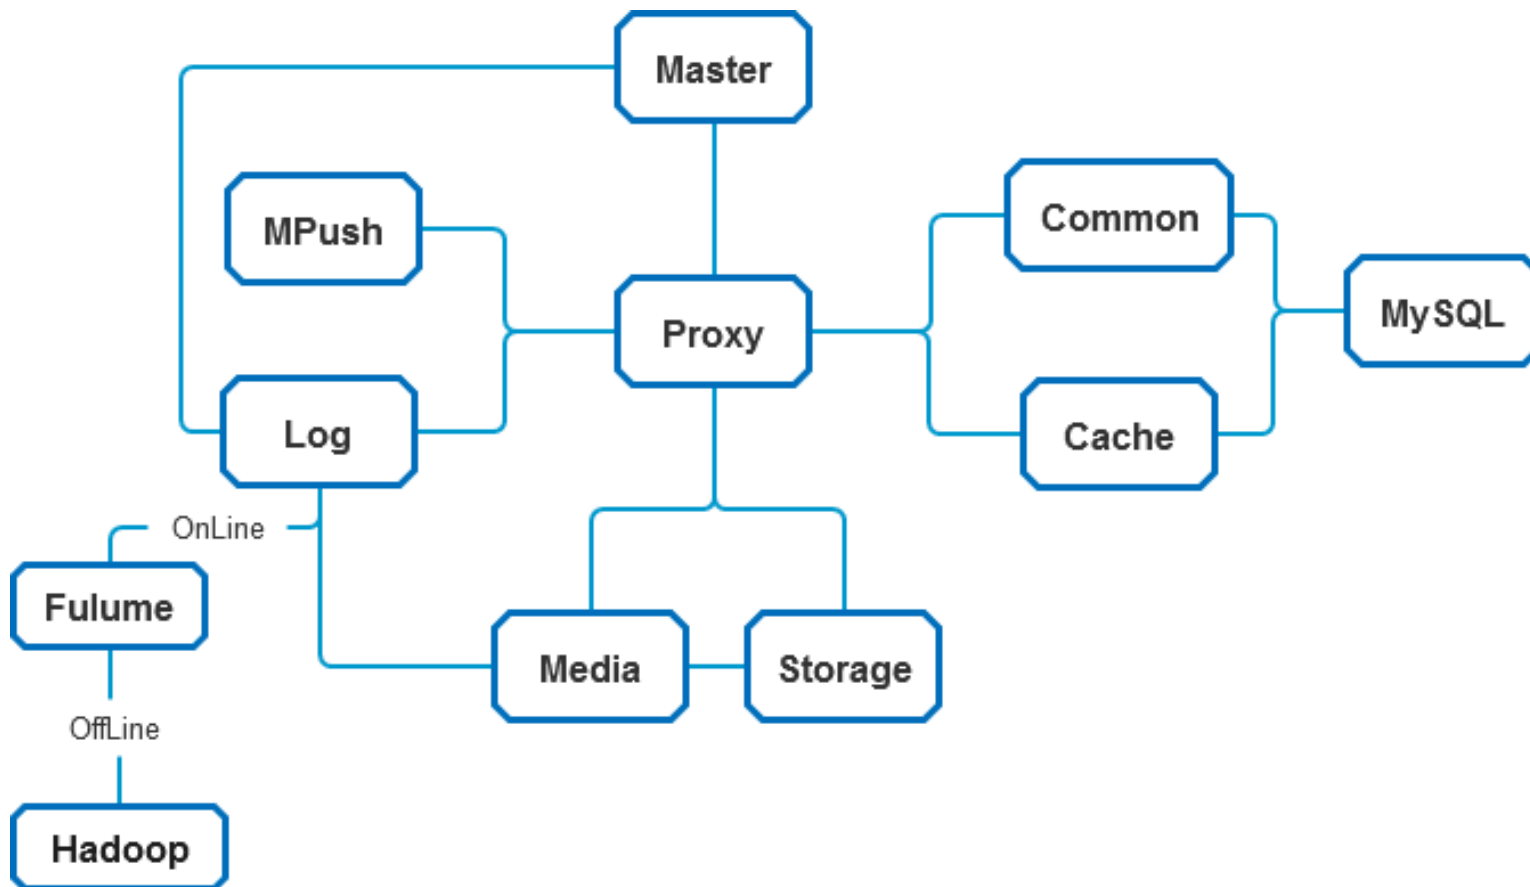 Master
MPush
Common
Proxy
MySQL
Log
Cache
OnLine
Fulume
Media
Storage
OffLine
Hadoop